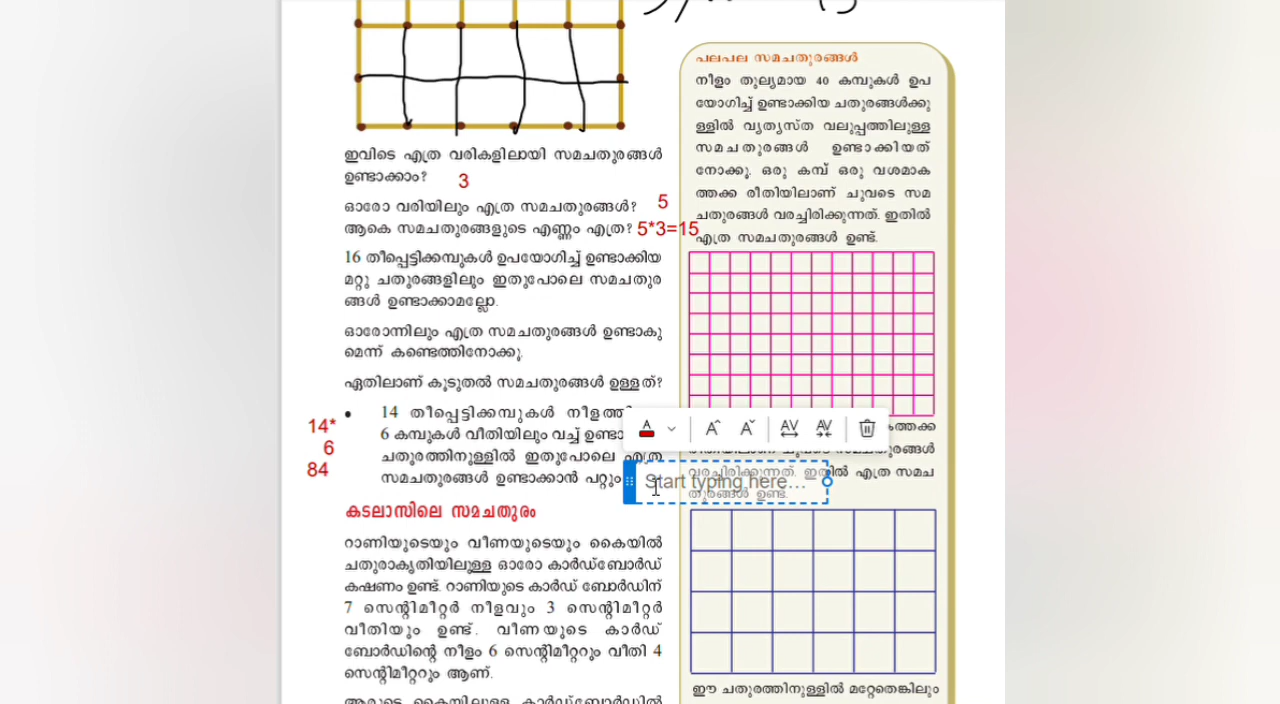 ഇവിടെ എത്ര വരികളിലായി സമചതുരങ്ങൾ
ഉണ്ടാക്കാം?
3
ഓരോ വരിയിലും എത്ര സമചതുരങ്ങൾ?
5
ആകെ സമചതുരങ്ങളുടെ എണ്ണം എത്ര?
5*3=15
16 തീപ്പെട്ടിക്കമ്പുകൾ ഉപയോഗിച്ച് ഉണ്ടാക്കിയ
മറ്റു ചതുരങ്ങളിലും ഇതുപോലെ സമചതുര
ങ്ങൾ ഉണ്ടാക്കാമല്ലോ.
ഓരോന്നിലും എത്ര സമചതുരങ്ങൾ ഉണ്ടാകു
മെന്ന് കണ്ടെത്തിനോക്കൂ.
ഏതിലാണ് കൂടുതൽ സമചതുരങ്ങൾ ഉള്ളത്?
• 14 തീപ്പെട്ടിക്കമ്പുകൾ
6 കമ്പുകൾ വീതിയിലും വച്ച്
ചതുരത്തിനുള്ളിൽ ഇതുപോലെ എത്ര
സമചതുരങ്ങൾ ഉണ്ടാക്കാൻ പറ്റും
14*
6
84
Start typing here...
കടലാസിലെ സമചതുരം
റാണിയുടെയും വീണയുടെയും കൈയിൽ
ചതുരാകൃതിയിലുള്ള ഓരോ കാർഡ്ബോർഡ്
കഷണം ഉണ്ട്. റാണിയുടെ കാർഡ് ബോർഡിന്
7 സെന്റിമീറ്റർ നീളവും 3 സെന്റിമീറ്റർ
വീതിയും ഉണ്ട്. വീണയുടെ കാർഡ്
ബോർഡിന്റെ നീളം 6 സെന്റിമീറ്ററും വീതി 4
സെന്റിമീറ്ററും ആണ്.
പലപല സമചതുരങ്ങൾ
നീളം തുല്യമായ 40 കമ്പുകൾ ഉപ
യോഗിച്ച് ഉണ്ടാക്കിയ ചതുരങ്ങൾക്കു
ള്ളിൽ വ്യത്യസ്ത വലുപ്പത്തിലുള്ള
സമചതുരങ്ങൾ ഉണ്ടാക്കിയത്
നോക്കൂ. ഒരു കമ്പ് ഒരു വശമാക
ത്തക്ക രീതിയിലാണ് ചുവടെ സമ
ചതുരങ്ങൾ വരച്ചിരിക്കുന്നത്. ഇതിൽ
എത്ര സമചതുരങ്ങൾ ഉണ്ട്.
വരച്ചിരിക്കുന്നത്. ഇതിൽ എത്ര സമച
തുരങ്ങൾ ഉണ്ട്.
ഈ ചതുരത്തിനുള്ളിൽ മറ്റേതെങ്കിലും